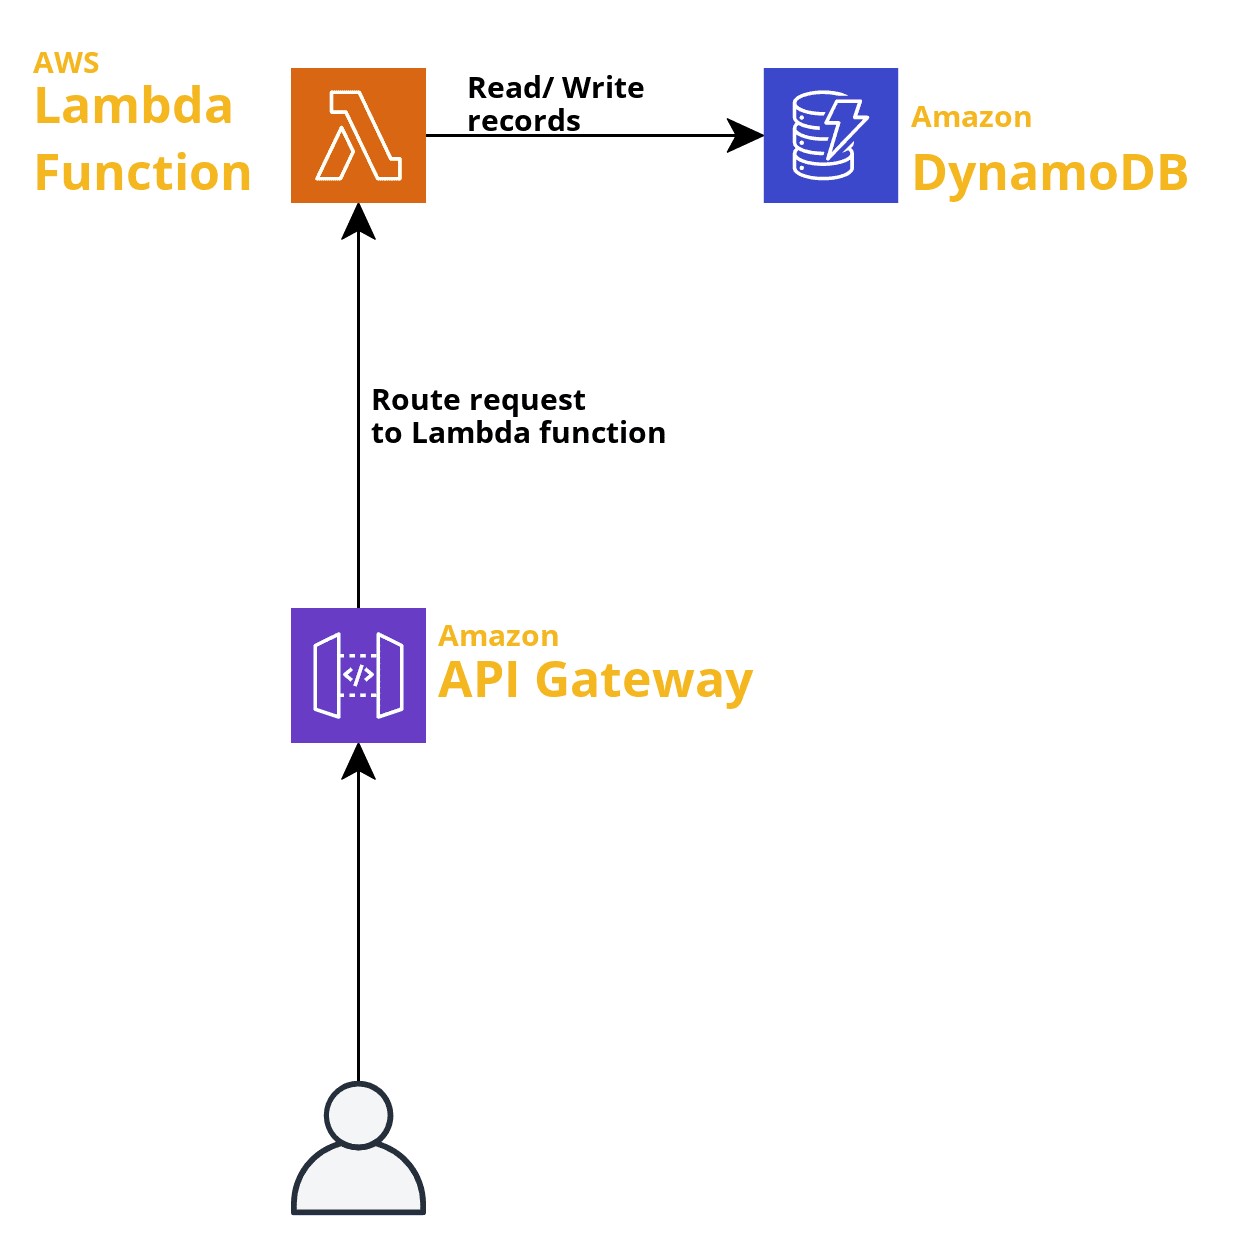 AWS
Lambda
Function
Read/ Write
records
Amazon
DynamoDB
Route request
to Lambda function
Amazon
API Gateway
</>